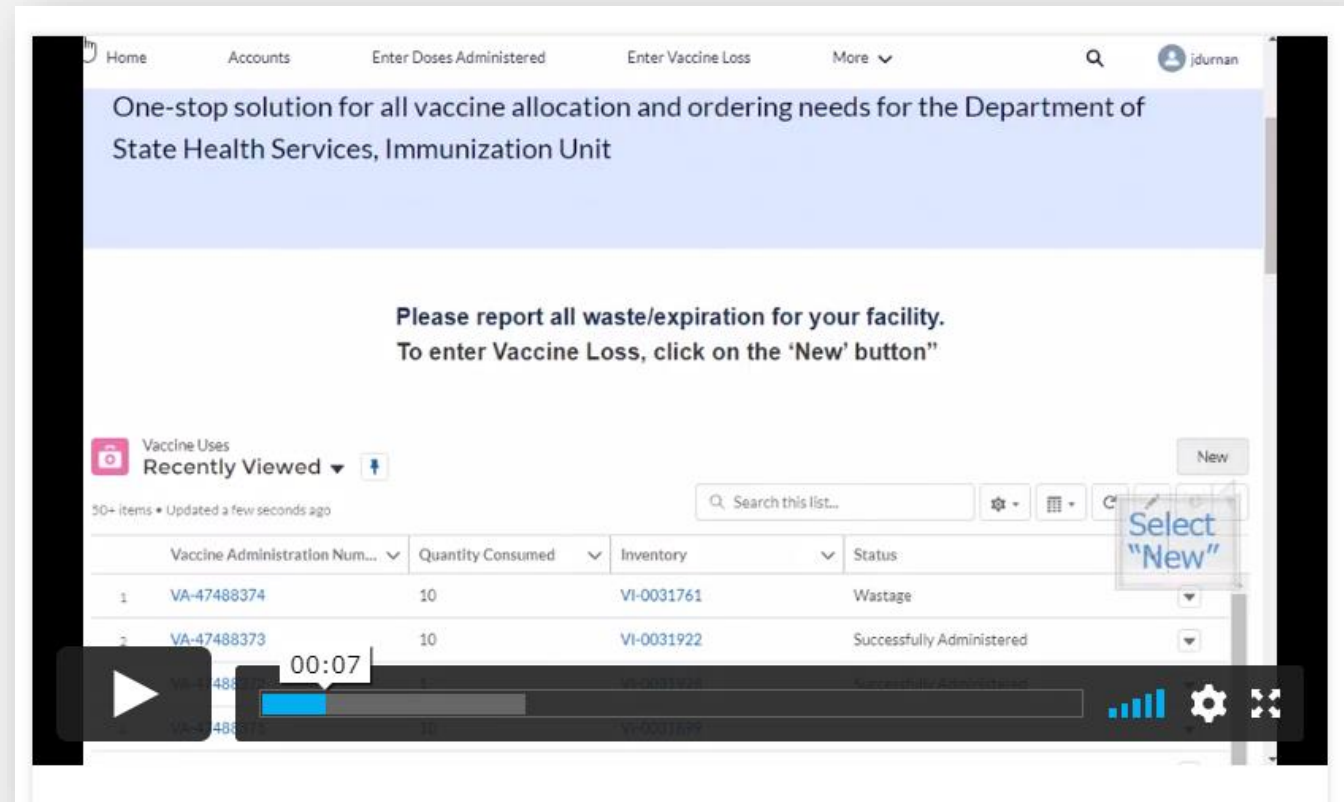 Home Accounts Enter Doses Administered Enter Vaccine Loss More jdurnan
One-stop solution for all vaccine allocation and ordering needs for the Department of
State Health Services, Immunization Unit
Please report all waste/expiration for your facility.
To enter Vaccine Loss, click on the ‘New’ button”
Vaccine Uses
Recently Viewed
New
50+ items • Updated a few seconds ago
Search this list...
Select
"New"
Vaccine Administration Num... Quantity Consumed Inventory Status
1 VA-47488374 10 VI-0031761 Wastage
2 VA-47488373 10 VI-0031922 Successfully Administered
00:07
Successfully Administered